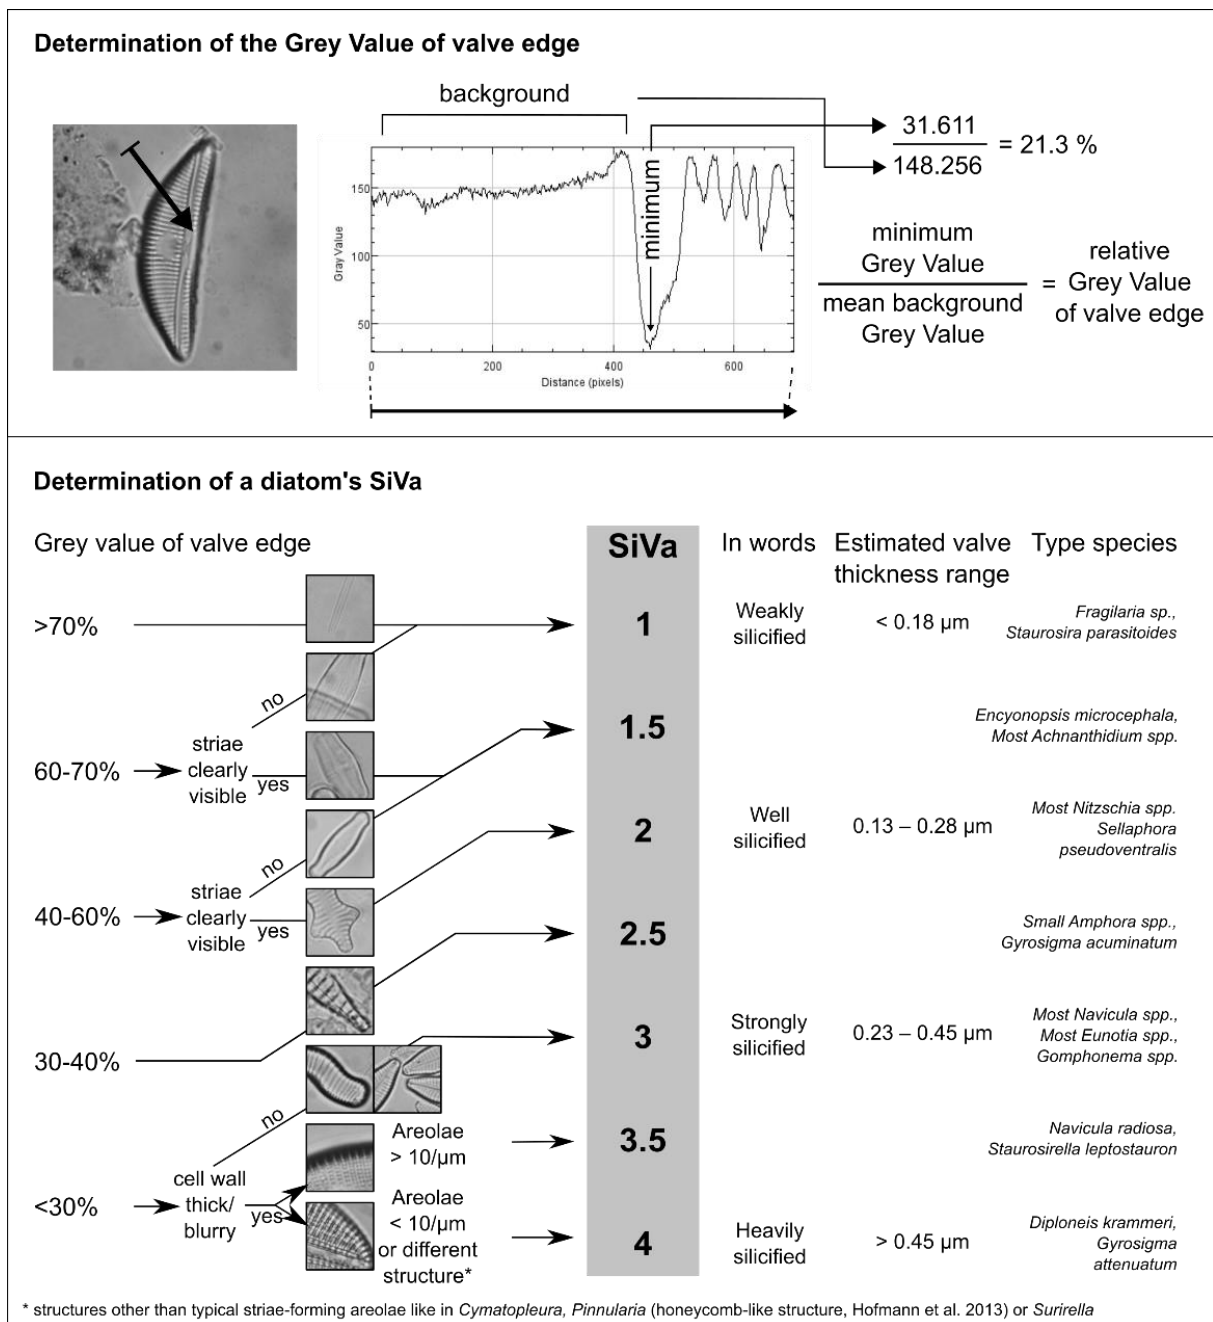 Determination of the Grey Value of valve edge
background
31.611
148.256
= 21.3 %
minimum
Grey Value
mean background
Grey Value
=
relative
Grey Value
of valve edge
Gray Value
150
100
50
minimum
0
200
400
600
Distance (pixels)
Determination of a diatom's SiVa
Grey value of valve edge
SiVa
In words
Estimated valve
thickness range
Type species
>70%
1
Weakly
silicified
< 0.18 µm
Fragilaria sp.,
Staurosira parasitoides
no
60-70%
striae
clearly
visible
yes
1.5
Encyonopsis microcephala,
Most Achnanthidium spp.
no
40-60%
striae
clearly
visible
yes
2
Well
silicified
0.13 – 0.28 µm
Most Nitzschia spp.
Sellaphora
pseudoventralis
2.5
Small Amphora spp.,
Gyrosigma acuminatum
30-40%
3
Strongly
silicified
0.23 – 0.45 µm
Most Navicula spp.,
Most Eunotia spp.,
Gomphonema spp.
no
<30%
cell wall
thick/
blurry
yes
Areolae
> 10/µm
3.5
Navicula radiosa,
Staurosirella leptostauron
Areolae
< 10/µm
or different
structure*
4
Heavily
silicified
> 0.45 µm
Diploneis krammeri,
Gyrosigma
attenuatum
* structures other than typical striae-forming areolae like in Cymatopleura, Pinnularia (honeycomb-like structure, Hofmann et al. 2013) or Surirella